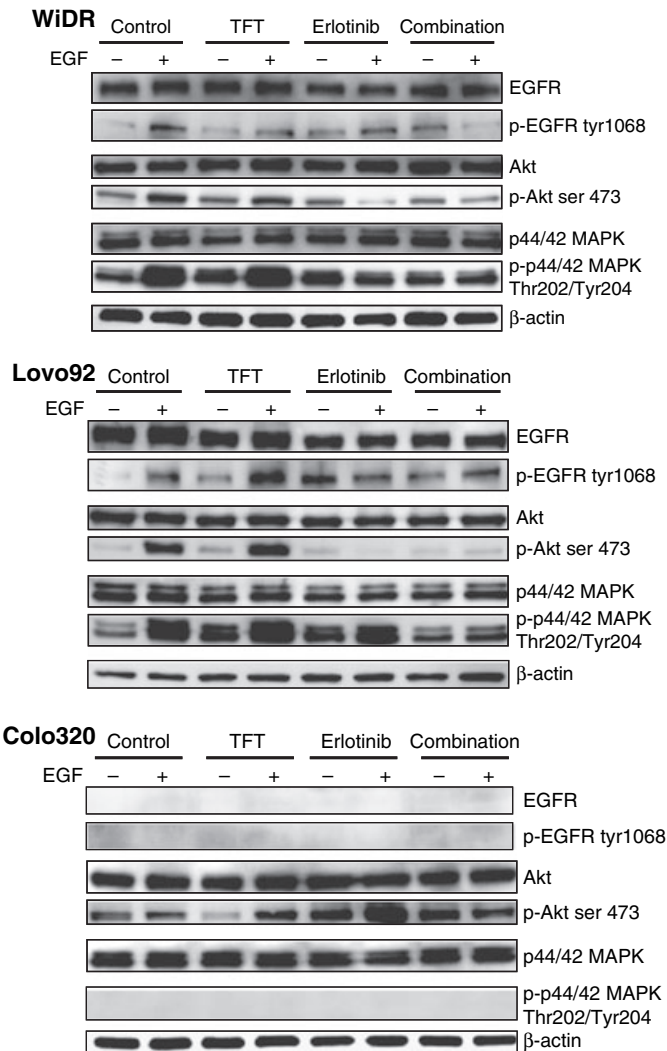 WiDR
Control TFT Erlotinib Combination
EGF – + – + – + – +
EGFR
p-EGFR tyr1068
Akt
p-Akt ser 473
p44/42 MAPK
p-p44/42 MAPK
Thr202/Tyr204
β-actin
Lovo92
Control TFT Erlotinib Combination
EGF – + – + – + – +
EGFR
p-EGFR tyr1068
Akt
p-Akt ser 473
p44/42 MAPK
p-p44/42 MAPK
Thr202/Tyr204
β-actin
Colo320
Control TFT Erlotinib Combination
EGF – + – + – + – +
EGFR
p-EGFR tyr1068
Akt
p-Akt ser 473
p44/42 MAPK
p-p44/42 MAPK
Thr202/Tyr204
β-actin